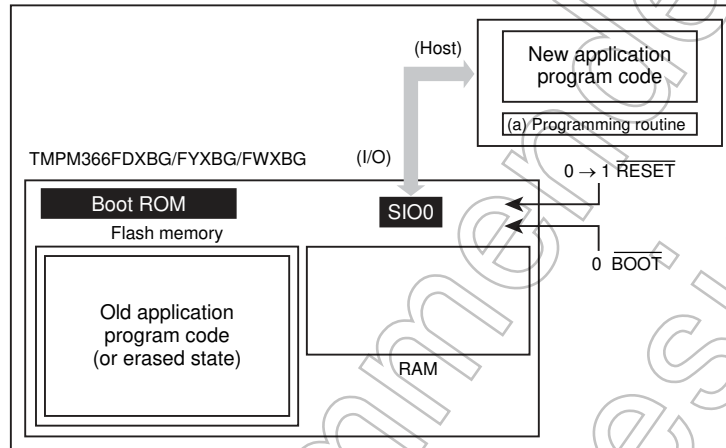 (Host)
New application
program code
(a) Programming routine
TMPM366FDXBG/FYXBG/FWXBG
(I/O)
0 → 1 RESET
Boot ROM
SIO0
Flash memory
0 BOOT
Old application
program code
(or erased state)
RAM